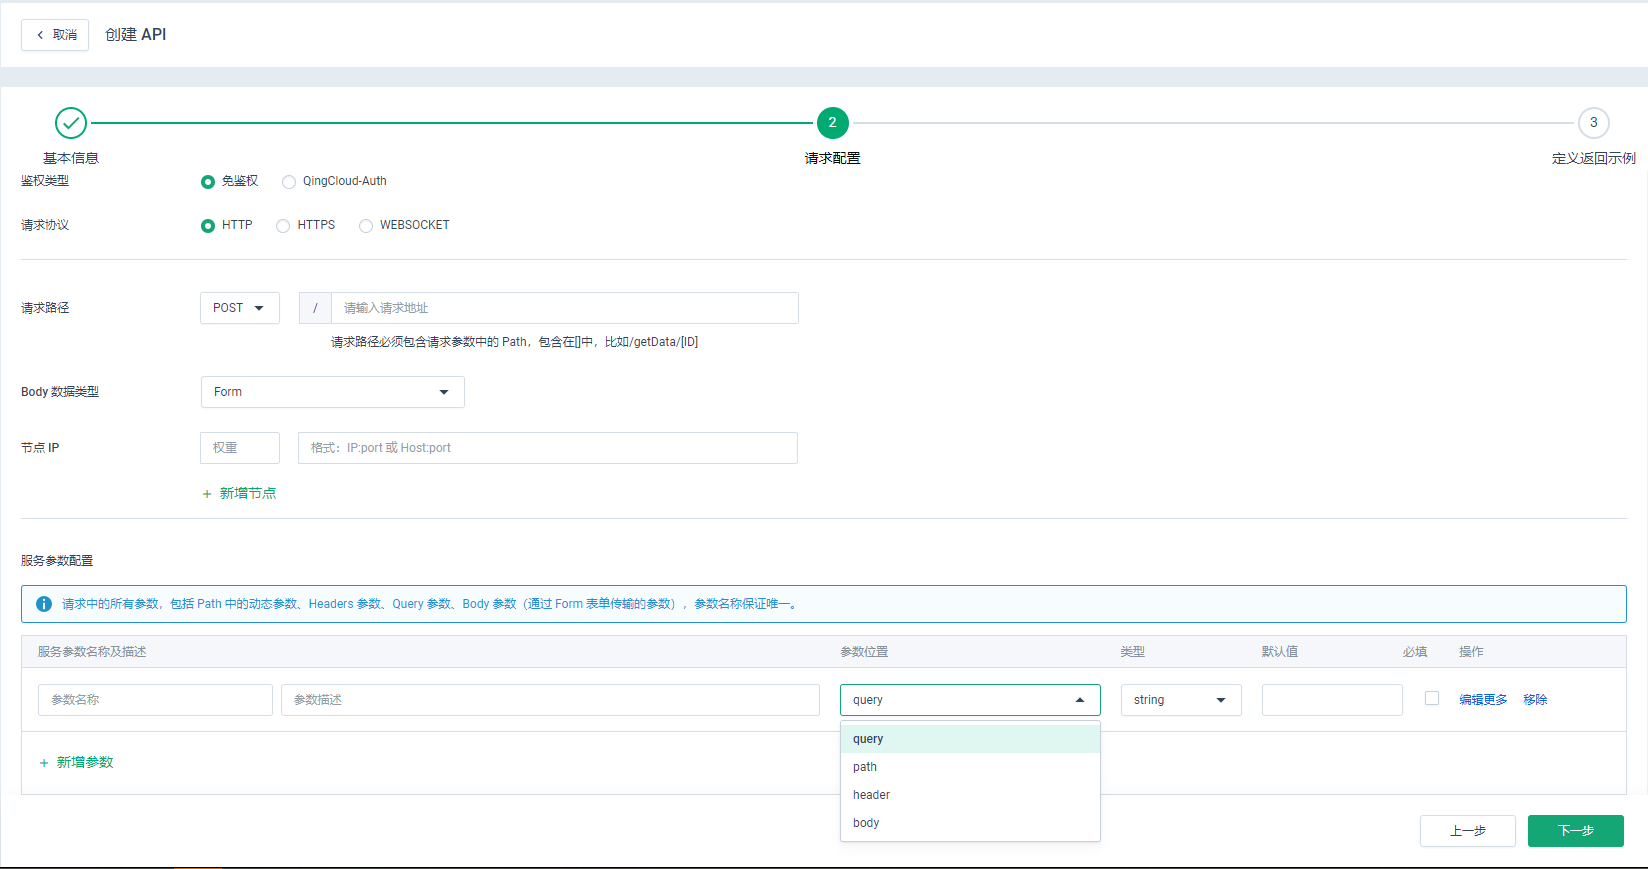 取消 创建 API
2 3
基本信息 请求配置 定义返回示例
鉴权类型 免鉴权 QingCloud-Auth
请求协议 HTTP HTTPS WEBSOCKET
请求路径 POST / 请输入请求地址
请求路径必须包含请求参数中的 Path，包含在[]中，比如/getData/[ID]
Body 数据类型 Form
节点 IP 权重 格式：IP:port 或 Host:port
+ 新增节点
服务参数配置
请求中的所有参数，包括 Path 中的动态参数、Headers 参数、Query 参数、Body 参数（通过 Form 表单传输的参数），参数名称保证唯一。
服务参数名称及描述 参数位置 类型 默认值 必填 操作
参数名称 参数描述 query string 编辑更多 移除
query
+ 新增参数
path
header
body
上一步 下一步